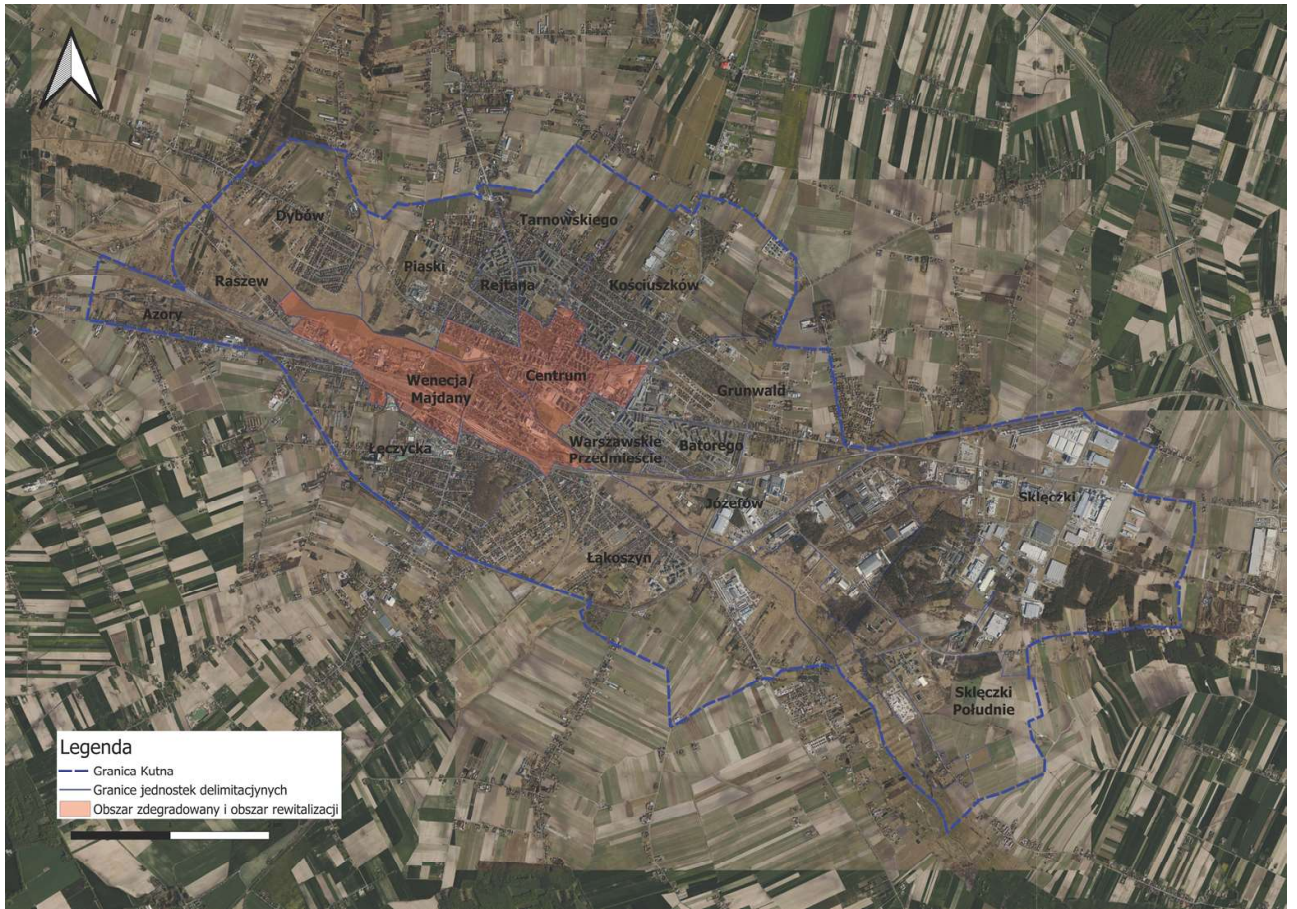 Dybów
Tarnowskiego
Piaski
Raszew
Rejtana
Kościuszków
Azory
Centrum
Wenecja/
Majdany
Grunwald
Łęczycka
Warszawskie
Przedmieście
Batorego
Józefów
Sklęczki
Łąkoszyn
Sklęczki
Południe
Legenda
Granica Kutna
Granice jednostek delimitacjynych
Obszar zdegradowany i obszar rewitalizacji